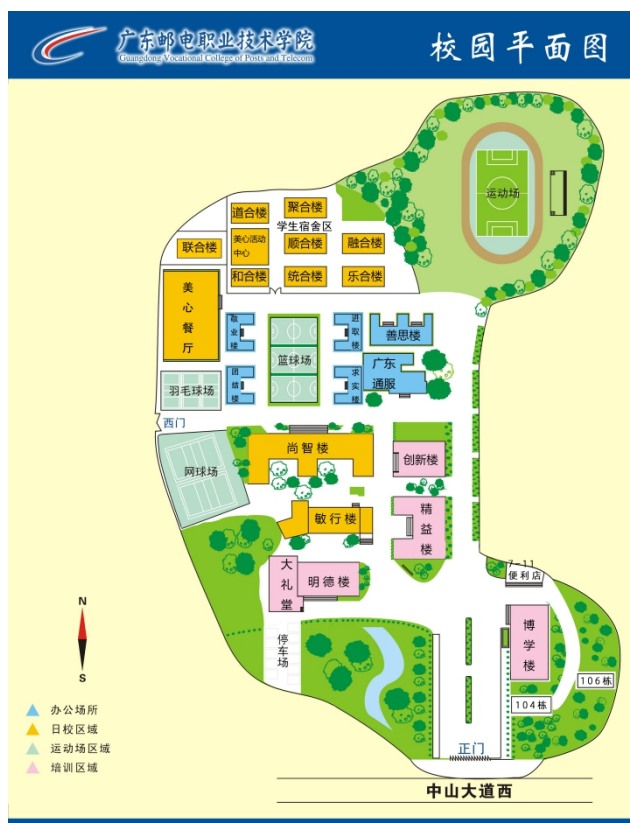 广东邮电职业技术学院
Guangdong Vocational College of Posts and Telecom
校园平面图
运动场
道合楼
聚合楼
学生宿舍区
联合楼
美心活动
中心
顺合楼
融合楼
和合楼
统合楼
乐合楼
美心餐厅
敬业楼
篮球场
进取楼
善思楼
广东
通服
羽毛球场
团结楼
求实楼
西门
尚智楼
网球场
创新楼
敏行楼
精益楼
7-11
便利店
大礼堂
明德楼
博学楼
停车场
106栋
104栋
N
S
办公场所
日校区域
运动场区域
培训区域
正门
中山大道西